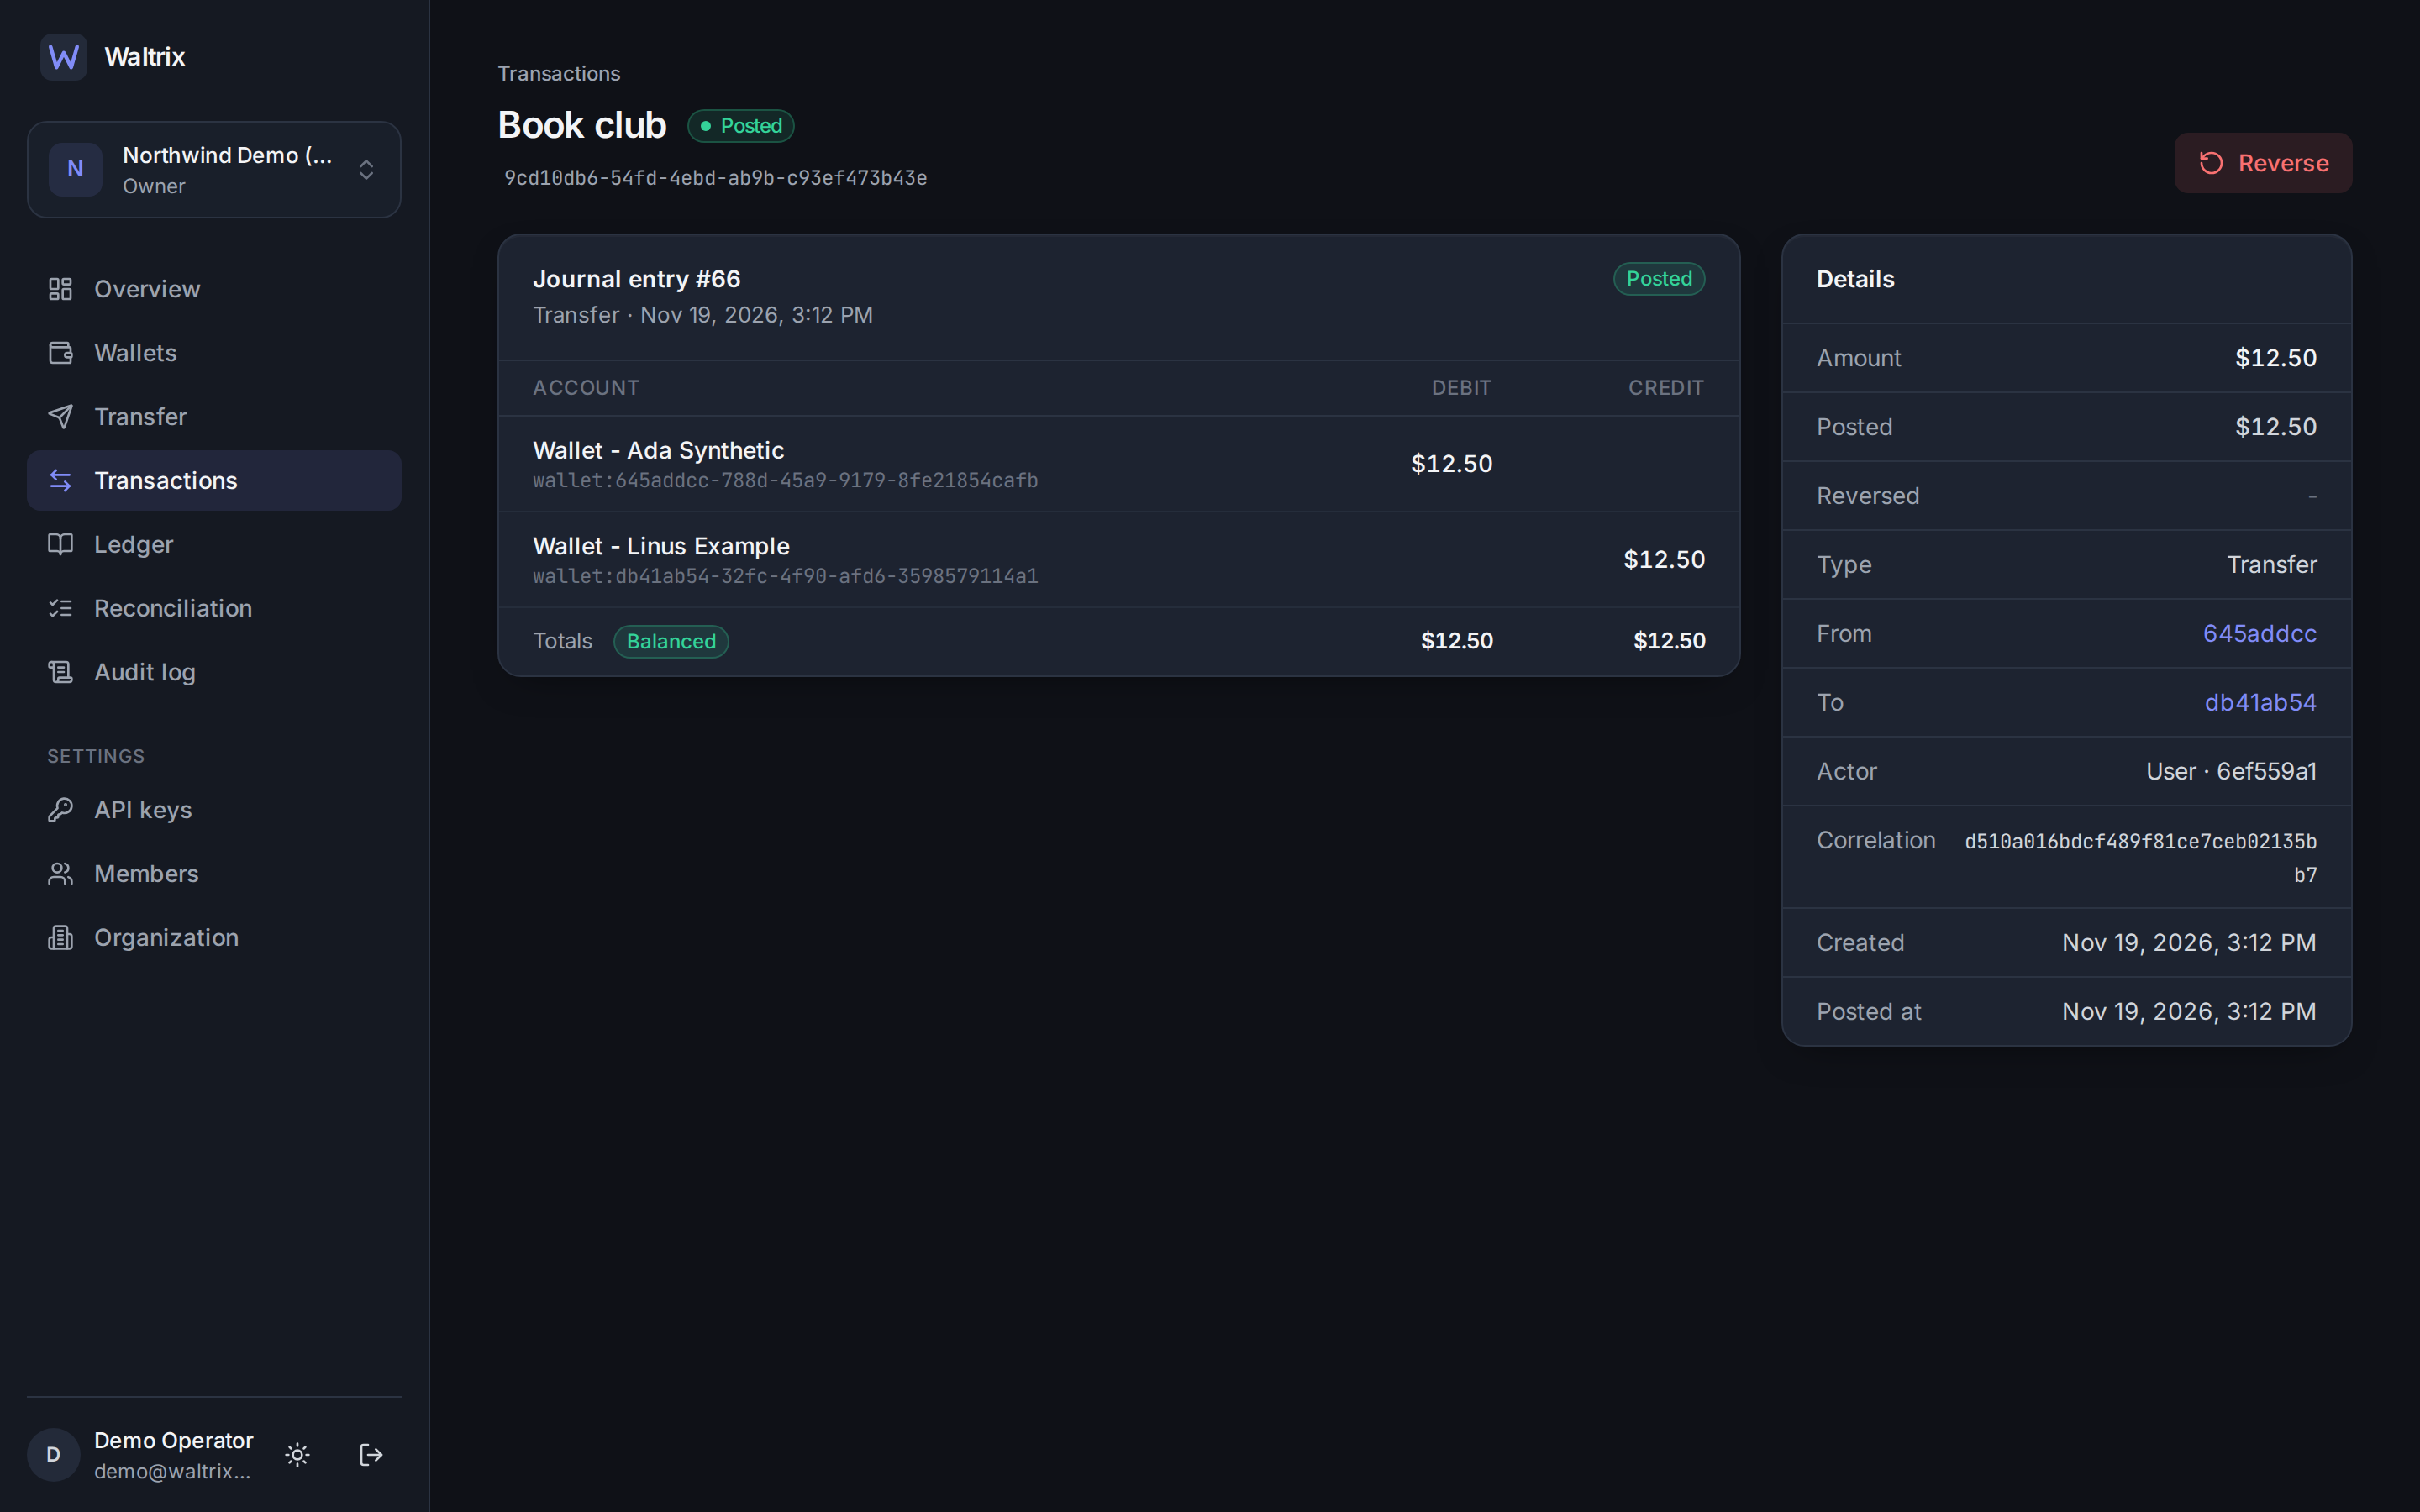 Waltrix
N
Northwind Demo (...
Owner
Overview
Wallets
Transfer
Transactions
Ledger
Reconciliation
Audit log
SETTINGS
API keys
Members
Organization
D
Demo Operator
demo@waltrix...
Transactions
Book club
Posted
9cd10db6-54fd-4ebd-ab9b-c93ef473b43e
Reverse
Journal entry #66
Posted
Transfer · Nov 19, 2026, 3:12 PM
ACCOUNT DEBIT CREDIT
Wallet - Ada Synthetic
wallet:645addcc-788d-45a9-9179-8fe21854cafb
$12.50
Wallet - Linus Example
wallet:db41ab54-32fc-4f90-afd6-3598579114a1
$12.50
Totals Balanced $12.50 $12.50
Details
Amount $12.50
Posted $12.50
Reversed -
Type Transfer
From 645addcc
To db41ab54
Actor User · 6ef559a1
Correlation d510a016bdcf489f81ce7ceb02135b
b7
Created Nov 19, 2026, 3:12 PM
Posted at Nov 19, 2026, 3:12 PM